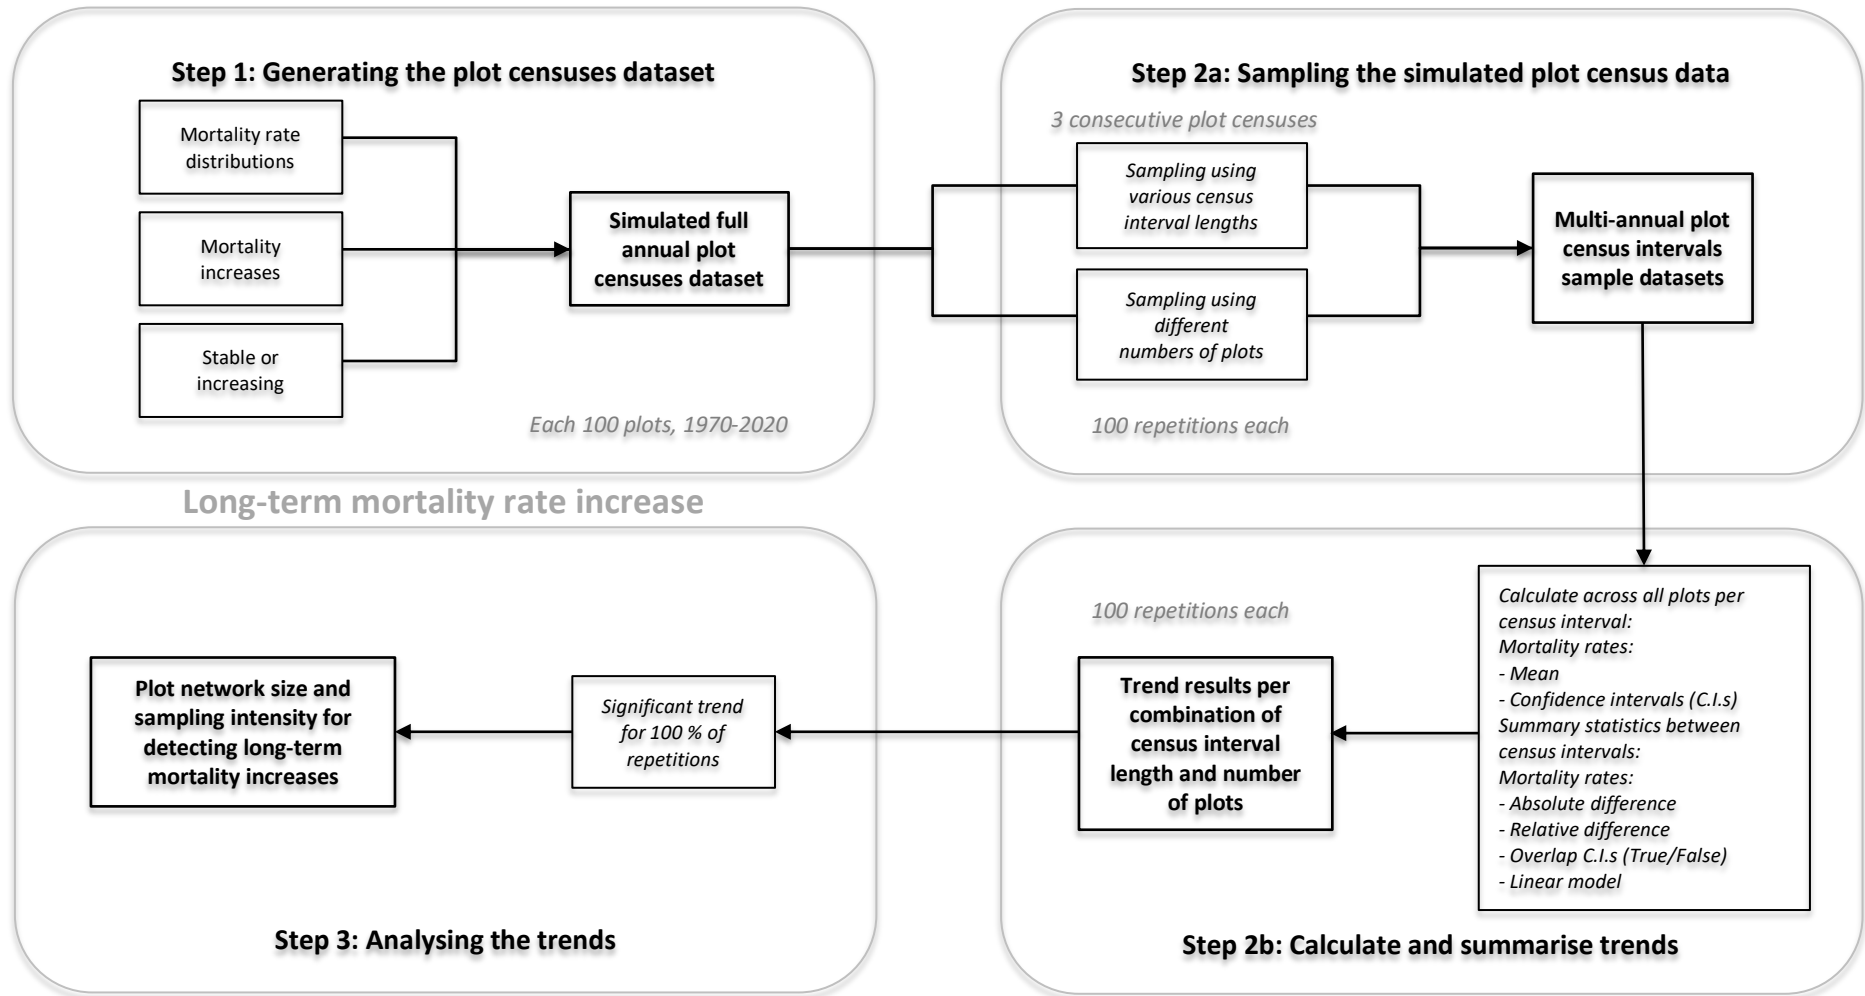 Step 1: Generating the plot censuses dataset
Mortality rate
distributions
Mortality
increases
Stable or
increasing
Simulated full
annual plot
censuses dataset
Each 100 plots, 1970-2020
Step 2a: Sampling the simulated plot census data
3 consecutive plot censuses
Sampling using
various census
interval lengths
Sampling using
different
numbers of plots
100 repetitions each
Multi-annual plot
census intervals
sample datasets
Long-term mortality rate increase
Calculate across all plots per
census interval:
Mortality rates:
- Mean
- Confidence intervals (C.I.s)
Summary statistics between
census intervals:
Mortality rates:
- Absolute difference
- Relative difference
- Overlap C.I.s (True/False)
- Linear model
100 repetitions each
Trend results per
combination of
census interval
length and number
of plots
Step 2b: Calculate and summarise trends
Significant trend
for 100 % of
repetitions
Plot network size and
sampling intensity for
detecting long-term
mortality increases
Step 3: Analysing the trends